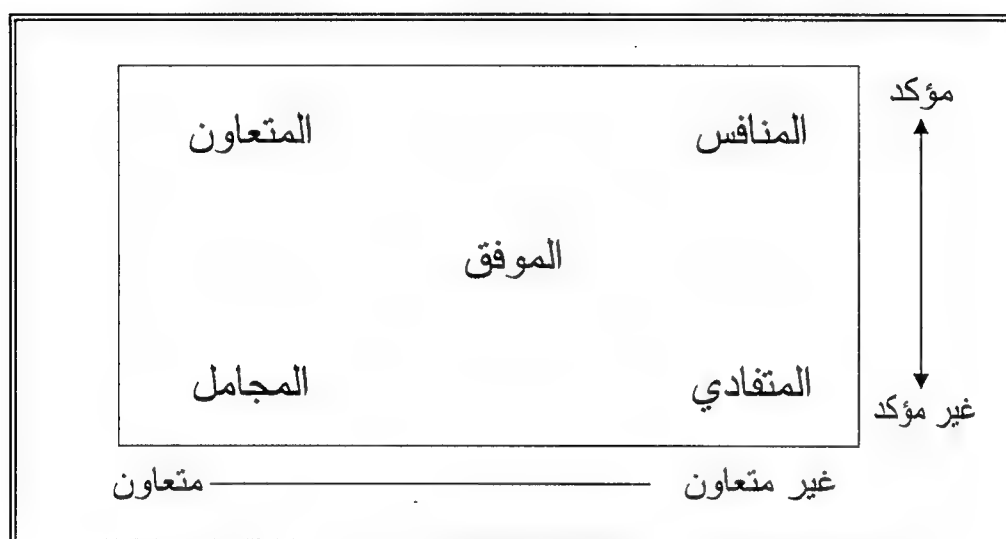 مؤكد
المنافس المتعاون
الموفق
المتفادي المجامل
غير مؤكد
غير متعاون متعاون